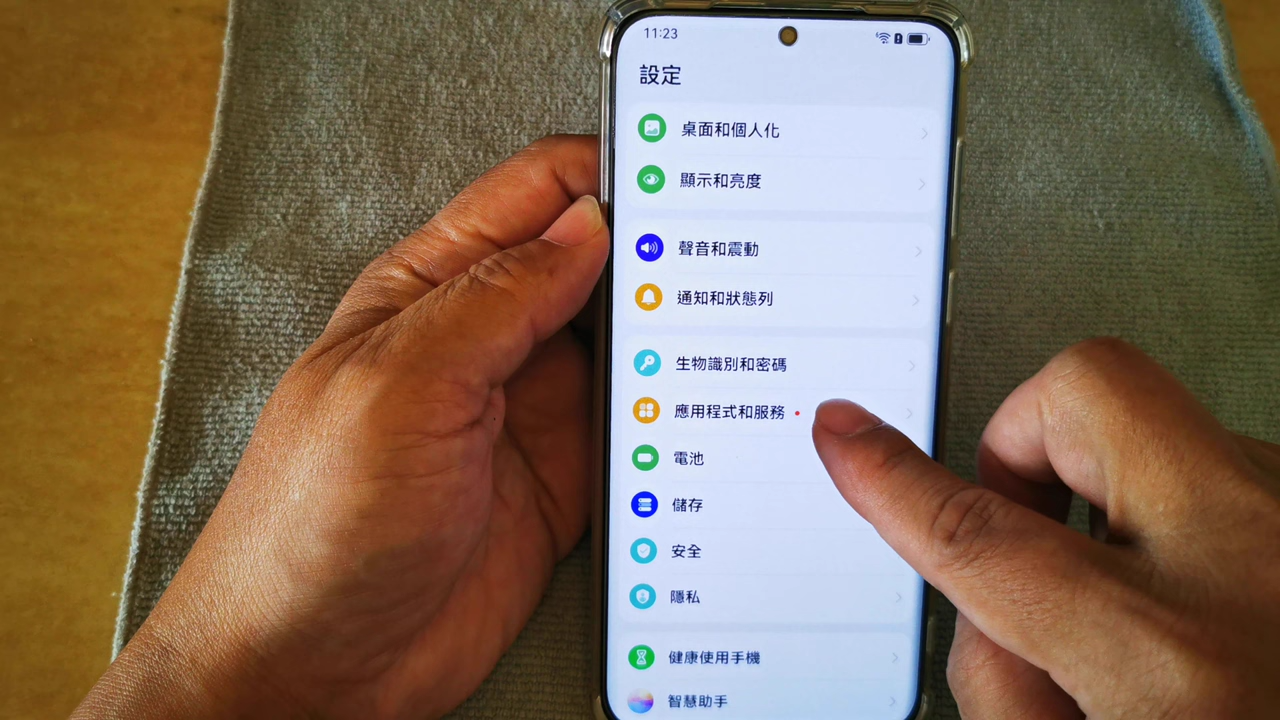 11:23
設定
桌面和個人化
顯示和亮度
聲音和震動
通知和狀態列
生物識別和密碼
應用程式和服務
電池
儲存
安全
隱私
健康使用手機
智慧助手